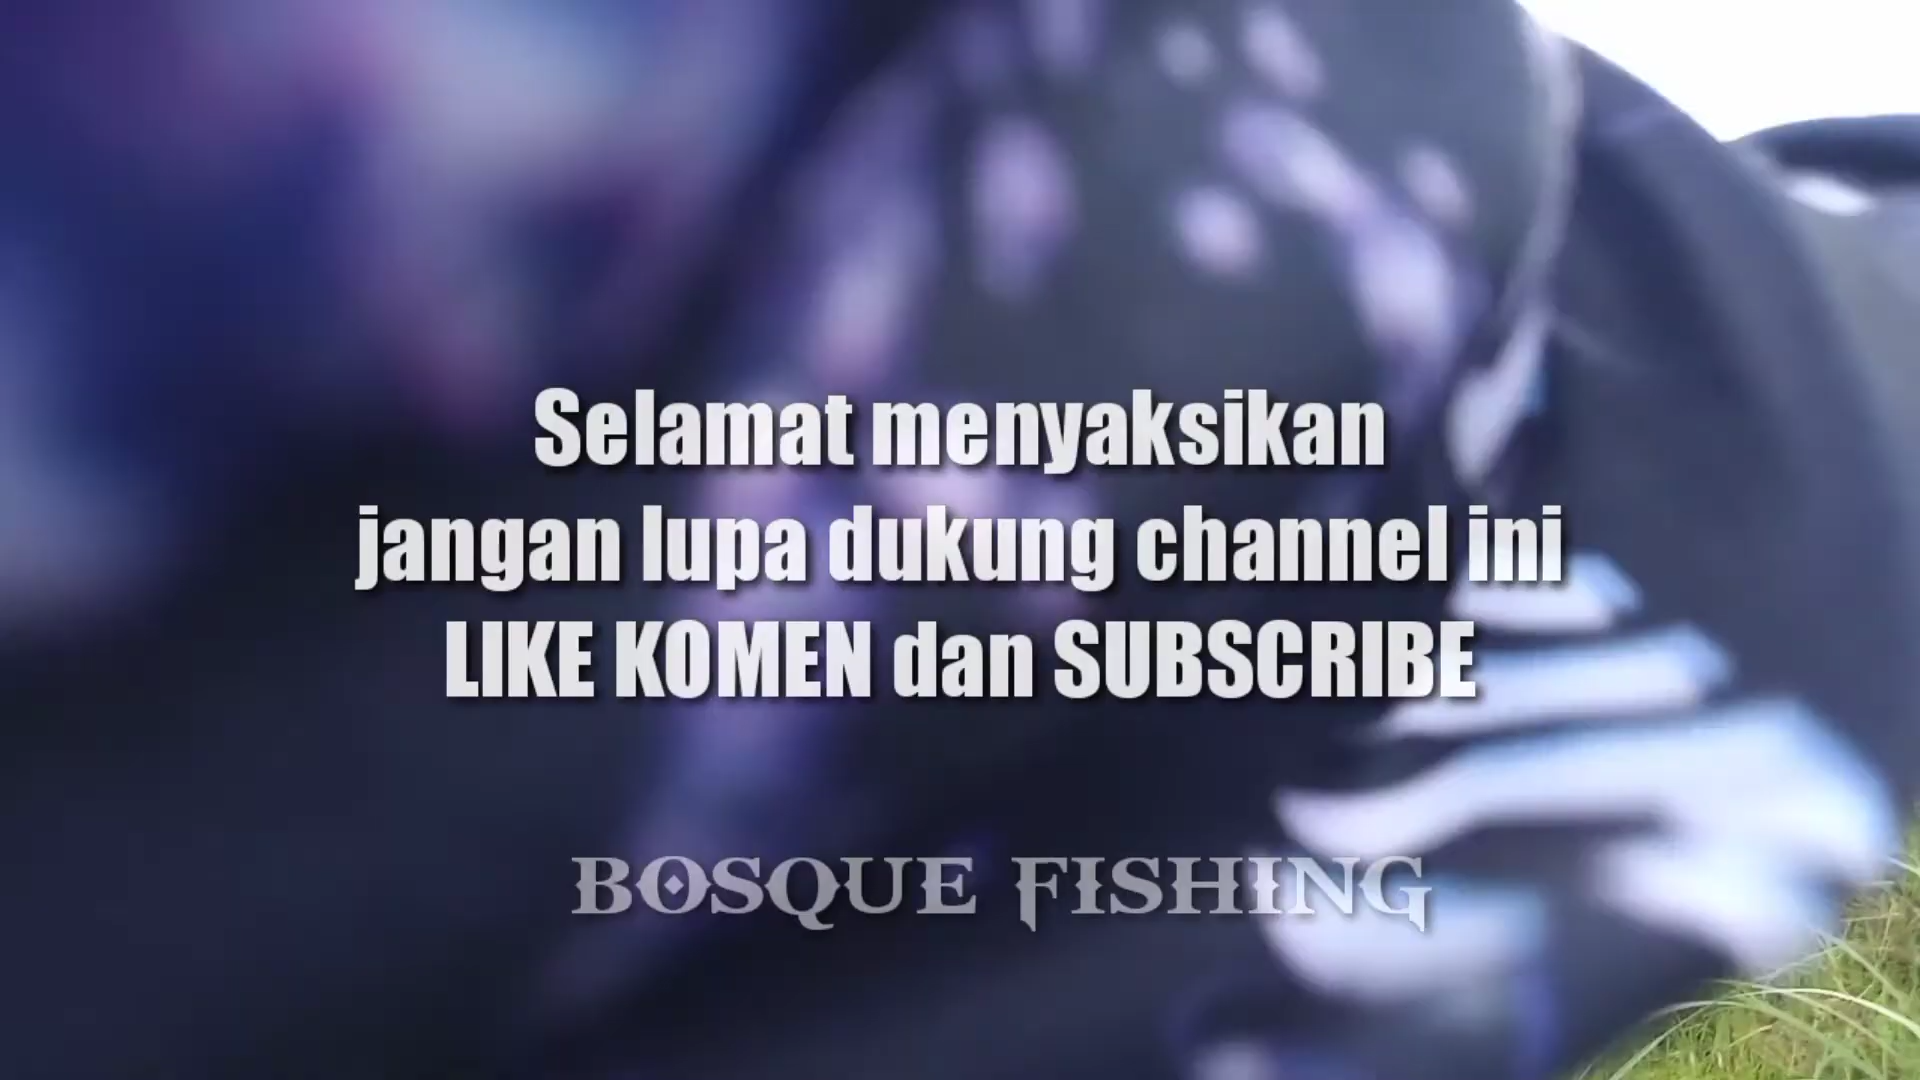 Selamat menyaksikan
jangan lupa dukung channel ini
LIKE KOMEN dan SUBSCRIBE
BOSQUE FISHING